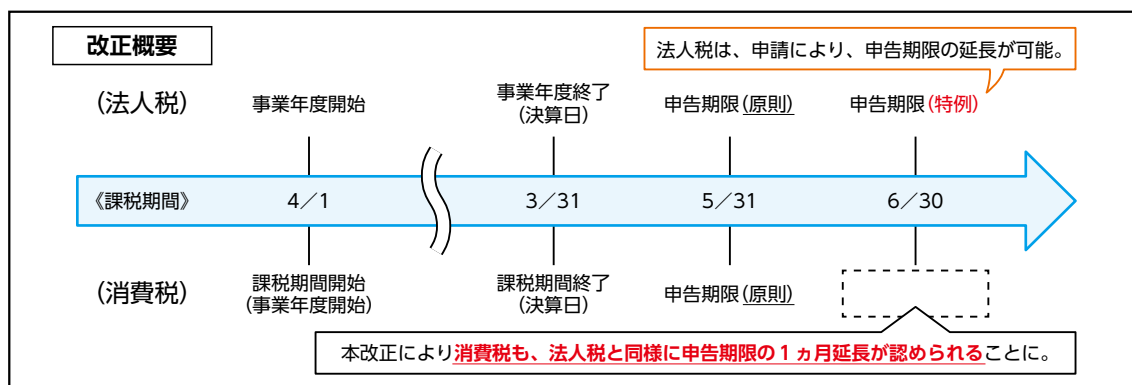 改正概要
法人税は、申請により、申告期限の延長が可能。
(法人税)
事業年度開始
事業年度終了
(決算日)
申告期限(原則)
申告期限(特例)
《課税期間》
4/1
3/31
5/31
6/30
(消費税)
課税期間開始
(事業年度開始)
課税期間終了
(決算日)
申告期限(原則)
本改正により消費税も、法人税と同様に申告期限の1ヵ月延長が認められることに。